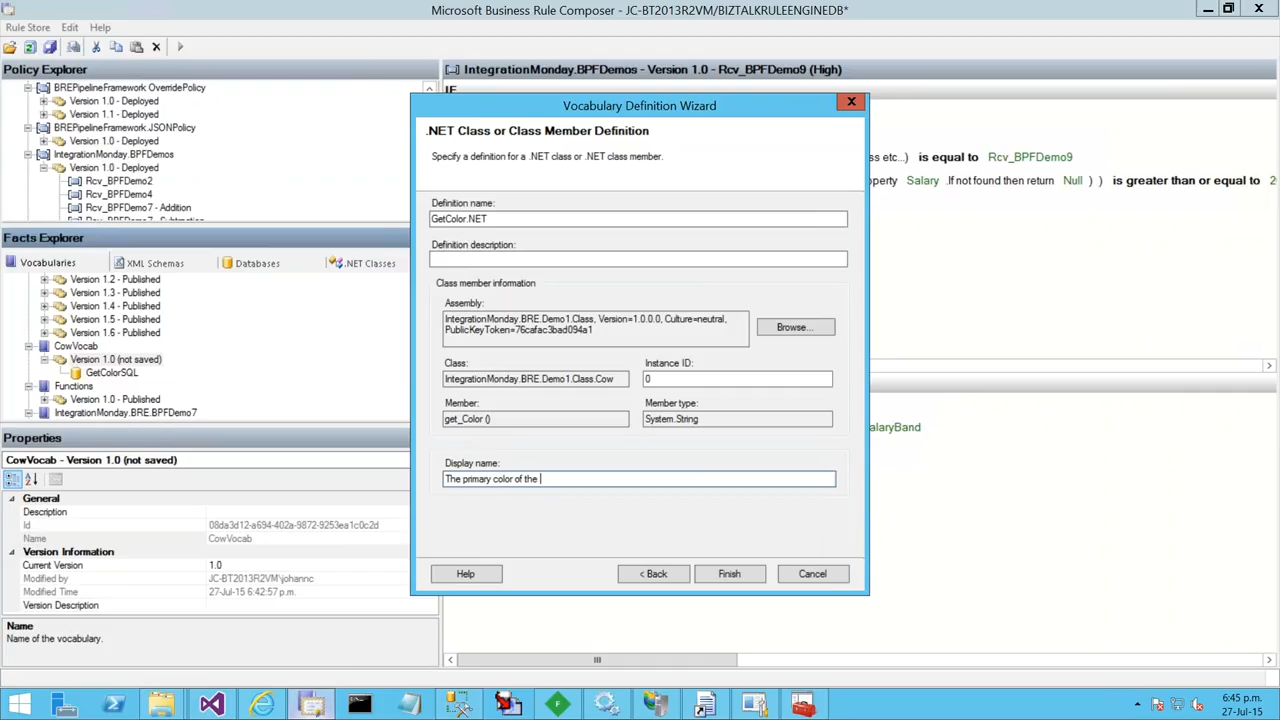 Microsoft Business Rule Composer - JC-BT2013R2VM/BIZTALKRULEENGINEDB*
Rule Store Edit Help
Policy Explorer
BREPipelineFramework.OverridePolicy
Version 1.0 - Deployed
Version 1.1 - Deployed
BREPipelineFramework.JSONPolicy
Version 1.0 - Deployed
IntegrationMonday.BPFDemos
Version 1.0 - Deployed
Rcv_BPFDemo2
Rcv_BPFDemo4
Rcv_BPFDemo7 - Addition
Rcv_BPFDemo7 - Subtraction
Facts Explorer
Vocabularies XML Schemas Databases .NET Classes
Version 1.2 - Published
Version 1.3 - Published
Version 1.4 - Published
Version 1.5 - Published
Version 1.6 - Published
CowVocab
Version 1.0 (not saved)
GetColorSQL
Functions
Version 1.0 - Published
IntegrationMonday.BRE.BPFDemo7
Properties
CowVocab - Version 1.0 (not saved)
General
Description
Id 08da3d12-a694-402a-9872-9253ea1c0c2d
Name CowVocab
Version Information
Current Version 1.0
Modified by JC-BT2013R2VM\johannc
Modified Time 27-Jul-15 6:42:57 p.m.
Version Description
Name
Name of the vocabulary.
IntegrationMonday.BPFDemos - Version 1.0 - Rcv_BPFDemo9 (High)
IF
ss etc...) is equal to Rcv_BPFDemo9
operty Salary .If not found then return Null ) ) is greater than or equal to 2
alaryBand
Vocabulary Definition Wizard
.NET Class or Class Member Definition
Specify a definition for a .NET class or .NET class member.
Definition name:
GetColor.NET
Definition description:
Class member information
Assembly:
IntegrationMonday.BRE.Demo1.Class, Version=1.0.0.0, Culture=neutral,
PublicKeyToken=76cafac3bad094a1
Browse...
Class: Instance ID:
IntegrationMonday.BRE.Demo1.Class.Cow 0
Member: Member type:
get_Color () System.String
Display name:
The primary color of the
Help < Back Finish Cancel
6:45 p.m.
27-Jul-15